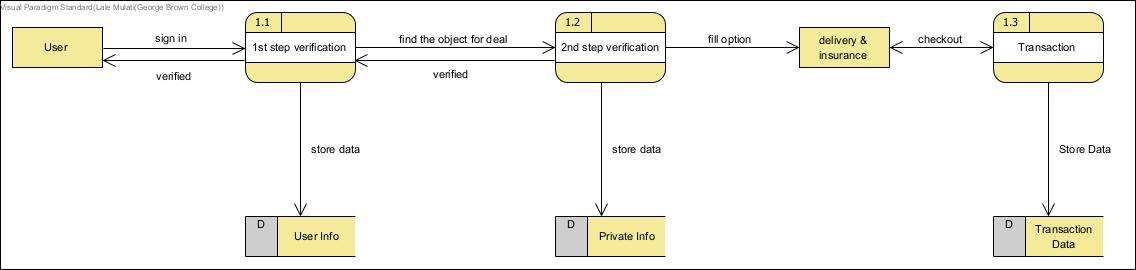 Visual Paradigm Standard(Late Mulati(George Brown College))
User
sign in
verified
1.1
1st step verification
find the object for deal
verified
1.2
2nd step verification
fill option
delivery &
insurance
checkout
1.3
Transaction
store data
store data
Store Data
D
User Info
D
Private Info
D
Transaction
Data